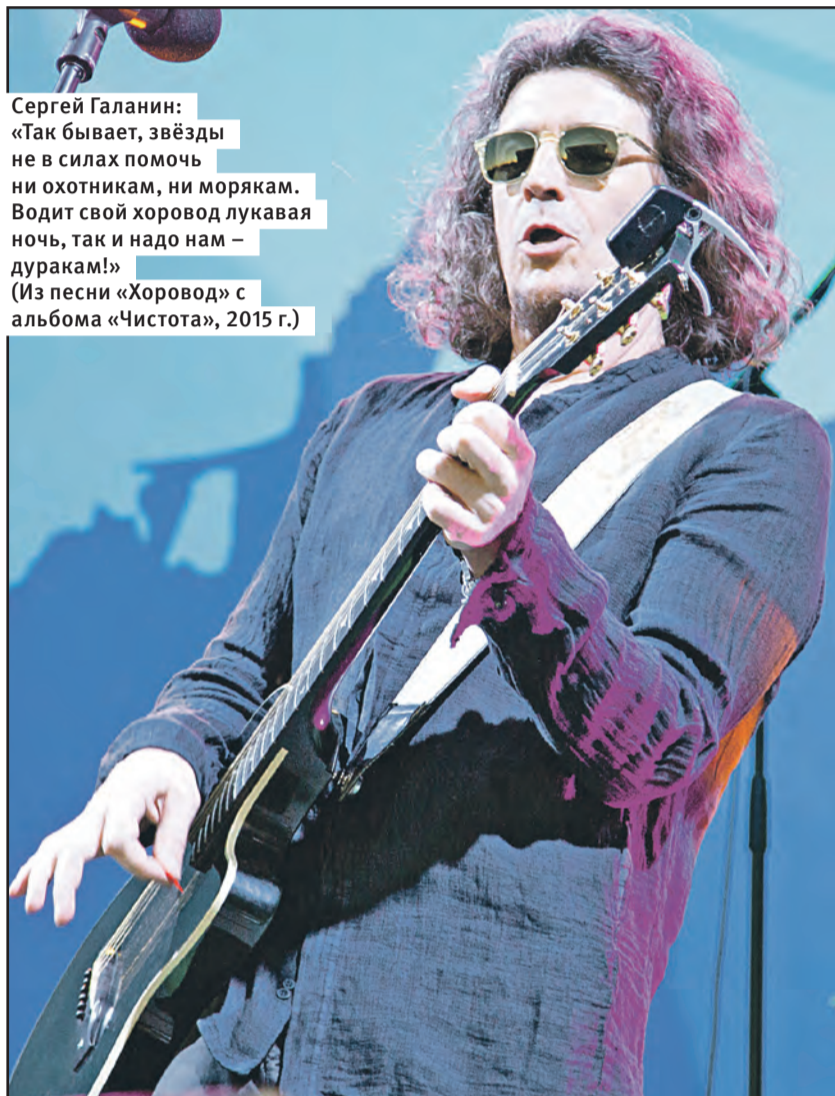 Сергей Галанин:
«Так бывает, звёзды
не в силах помочь
ни охотникам, ни морякам.
Водит свой хоровод лукавая
ночь, так и надо нам –
дуракам!»
(Из песни «Хоровод» с
альбома «Чистота», 2015 г.)